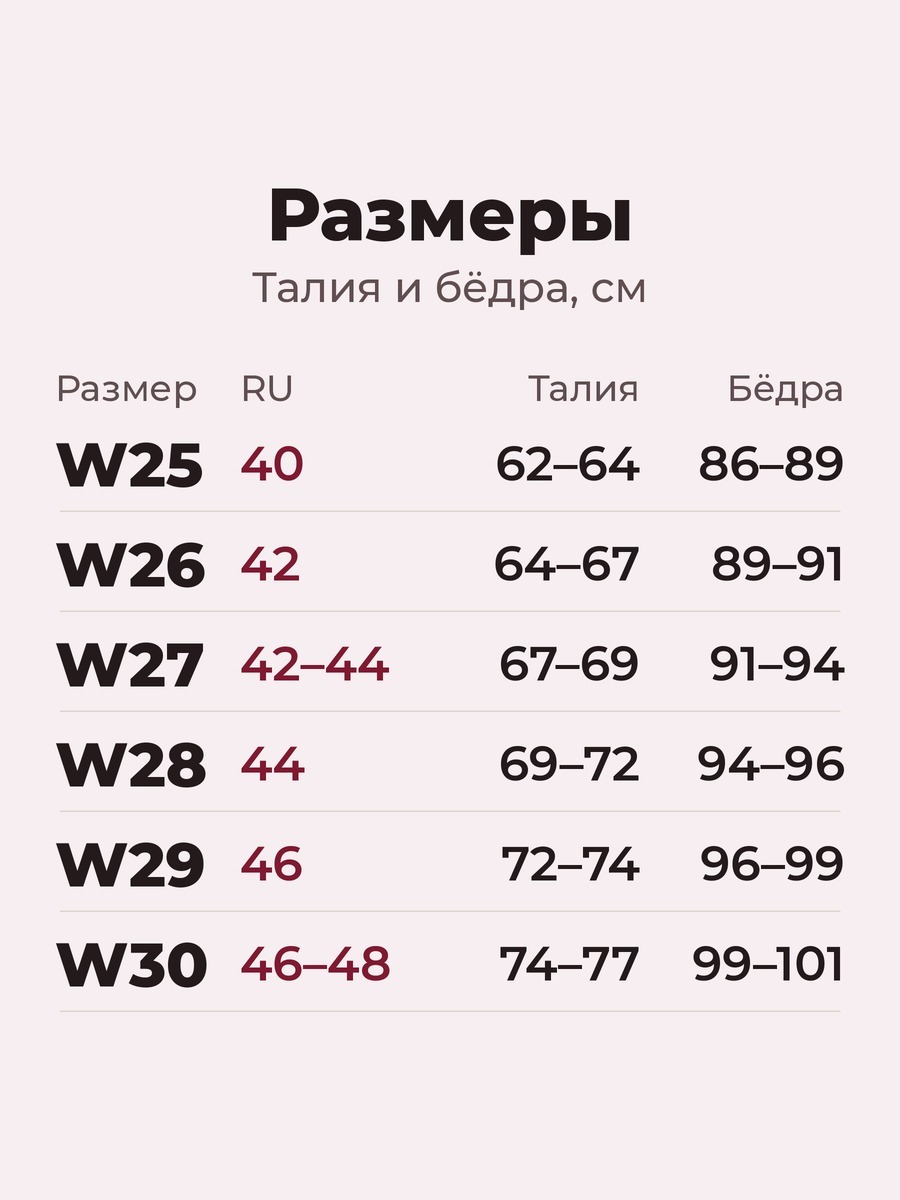 Размеры
Талия и бёдра, см
Размер RU Талия Бёдра
W25 40 62–64 86–89
W26 42 64–67 89–91
W27 42–44 67–69 91–94
W28 44 69–72 94–96
W29 46 72–74 96–99
W30 46–48 74–77 99–101